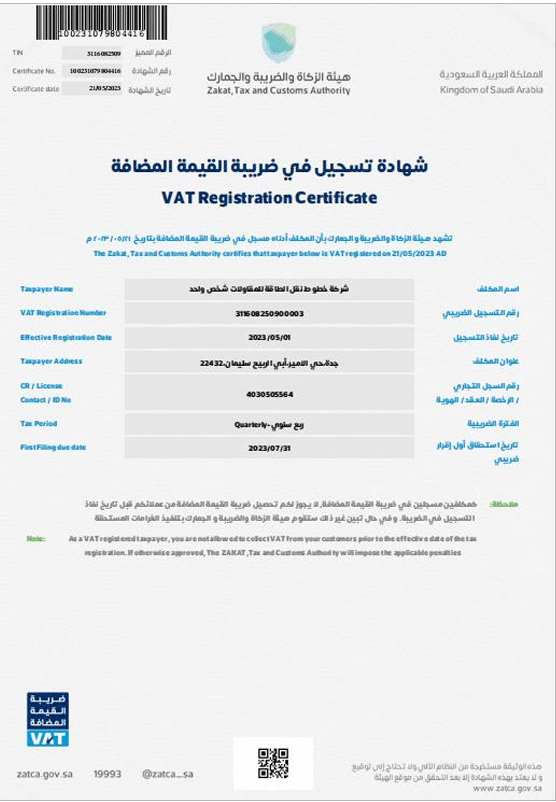 100231079804416
TIN 3116082509 الرقم المميز
Certificate No. 100231079804416 رقم الشهادة
Certificate date 21/05/2023 تاريخ الشهادة
هيئة الزكاة والضريبة والجمارك
Zakat, Tax and Customs Authority
المملكة العربية السعودية
Kingdom of Saudi Arabia
شهادة تسجيل في ضريبة القيمة المضافة
VAT Registration Certificate
تشهد هيئة الزكاة والضريبة والجمارك بأن المكلف أدناه مسجل في ضريبة القيمة المضافة بتاريخ ٢٠٢٣/٠٥/٢١ م
The Zakat, Tax and Customs Authority certifies that taxpayer below is VAT registered on 21/05/2023 AD
Taxpayer Name شركة خطوط نقل الطاقة للمقاولات شخص واحد اسم المكلف
VAT Registration Number 311608250900003 رقم التسجيل الضريبي
Effective Registration Date 2023/05/01 تاريخ نفاذ التسجيل
Taxpayer Address جدة،حي الامير،أبي الربيع سليمان،22432 عنوان المكلف
CR / License رقم السجل التجاري
Contact / ID No 4030505564 / الرخصة / العقد / الهوية
Tax Period ربع سنوي-Quarterly الفترة الضريبية
First Filing due date 2023/07/31 تاريخ استحقاق أول إقرار
ضريبي
ملاحظة: كمكلفين مسجلين في ضريبة القيمة المضافة، لا يجوز لكم تحصيل ضريبة القيمة المضافة من عملائكم قبل تاريخ نفاذ
التسجيل في الضريبة. وفي حال تبين غير ذلك ستقوم هيئة الزكاة والضريبة والجمارك بتنفيذ الغرامات المستحقة
Note: As a VAT registered taxpayer, you are not allowed to collect VAT from your customers prior to the effective date of the tax
registration. If otherwise approved, The ZAKAT ,Tax and Customs Authority will impose the applicable penalties
ضريبة
القيمة
المضافة
VAT
zatca.gov.sa 19993 @zatca_sa
هذه الوثيقة مستخرجة من النظام الآلي ولا تحتاج إلى توقيع
و لا يعتد بهذه الشهادة إلا بعد التحقق من موقع الهيئة
www.zatca.gov.sa